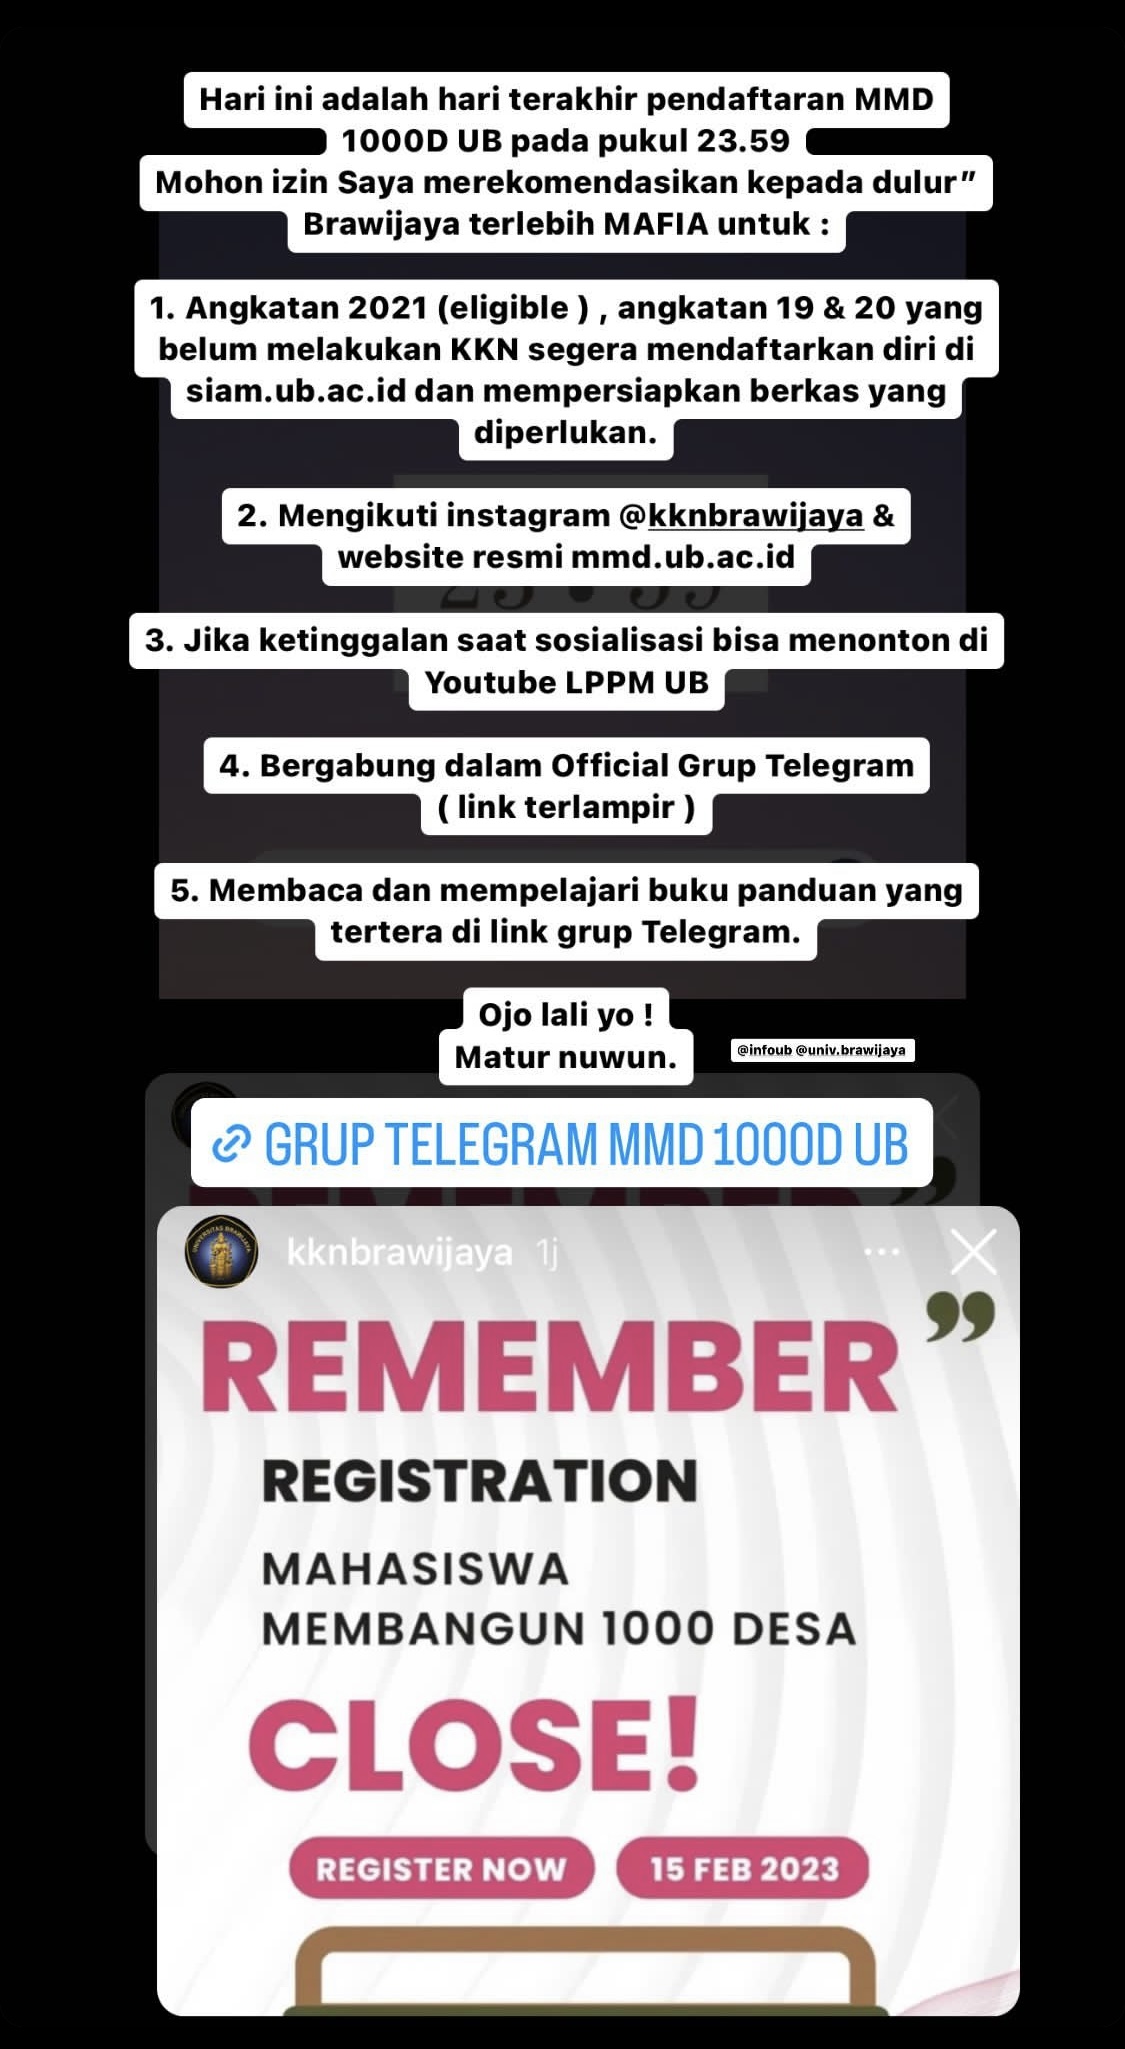 Hari ini adalah hari terakhir pendaftaran MMD
1000D UB pada pukul 23.59
Mohon izin Saya merekomendasikan kepada dulur”
Brawijaya terlebih MAFIA untuk :
1. Angkatan 2021 (eligible ) , angkatan 19 & 20 yang
belum melakukan KKN segera mendaftarkan diri di
siam.ub.ac.id dan mempersiapkan berkas yang
diperlukan.
2. Mengikuti instagram @kknbrawijaya &
website resmi mmd.ub.ac.id
3. Jika ketinggalan saat sosialisasi bisa menonton di
Youtube LPPM UB
4. Bergabung dalam Official Grup Telegram
( link terlampir )
5. Membaca dan mempelajari buku panduan yang
tertera di link grup Telegram.
Ojo lali yo !
Matur nuwun.
@infoub @univ.brawijaya
GRUP TELEGRAM MMD 1000D UB
UNIVERSITAS BRAWIJAYA
kknbrawijaya 1j
REMEMBER ”
REGISTRATION
MAHASISWA
MEMBANGUN 1000 DESA
CLOSE!
REGISTER NOW
15 FEB 2023